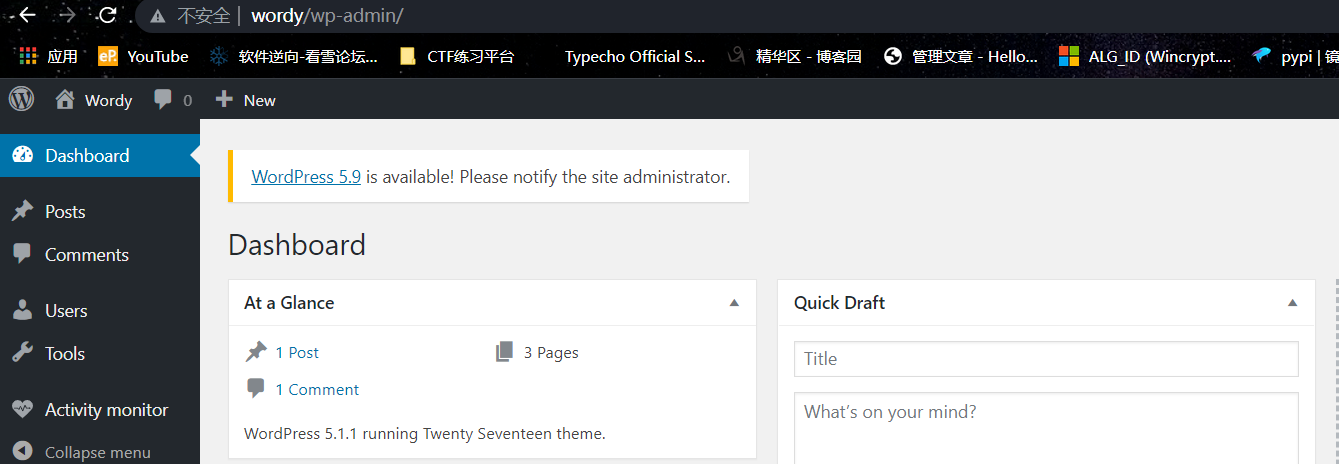 不安全 | wordy/wp-admin/
应用 YouTube 软件逆向-看雪论坛... CTF练习平台 Typecho Official S... 精华区 - 博客园 管理文章 - Hello... ALG_ID (Wincrypt.... pypi | 镜
Wordy 0 New
Dashboard
WordPress 5.9 is available! Please notify the site administrator.
Posts
Comments
Dashboard
Users
At a Glance
Quick Draft
Tools
1 Post 3 Pages
Title
1 Comment
Activity monitor
What's on your mind?
WordPress 5.1.1 running Twenty Seventeen theme.
Collapse menu